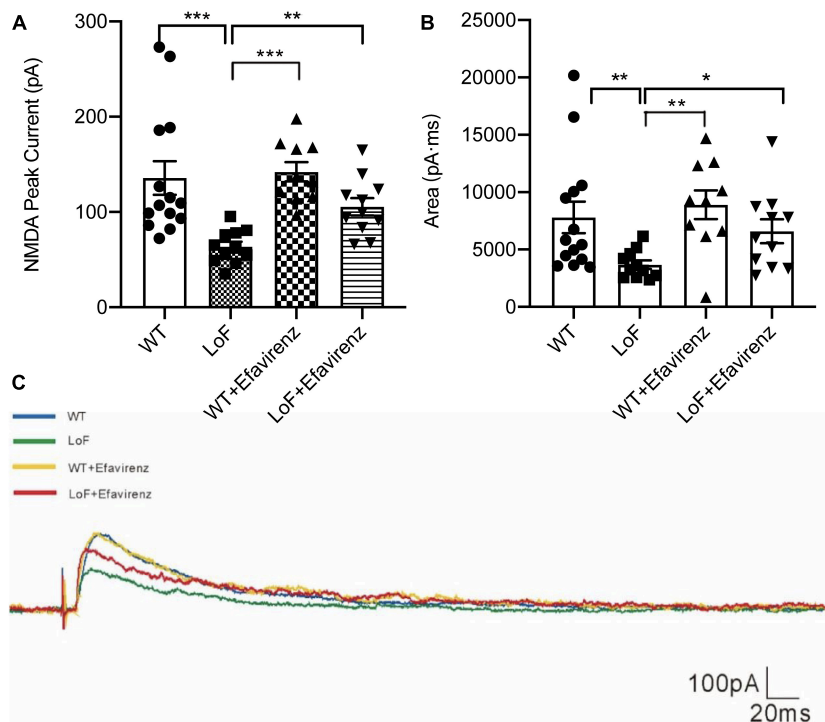 A
NMDA Peak Current (pA)
300
200
100
0
***
**
***
WT
LoF
WT+Efavirenz
LoF+Efavirenz
B
Area (pA·ms)
25000
20000
15000
10000
5000
0
**
*
**
WT
LoF
WT+Efavirenz
LoF+Efavirenz
C
WT
LoF
WT+Efavirenz
LoF+Efavirenz
100pA
20ms